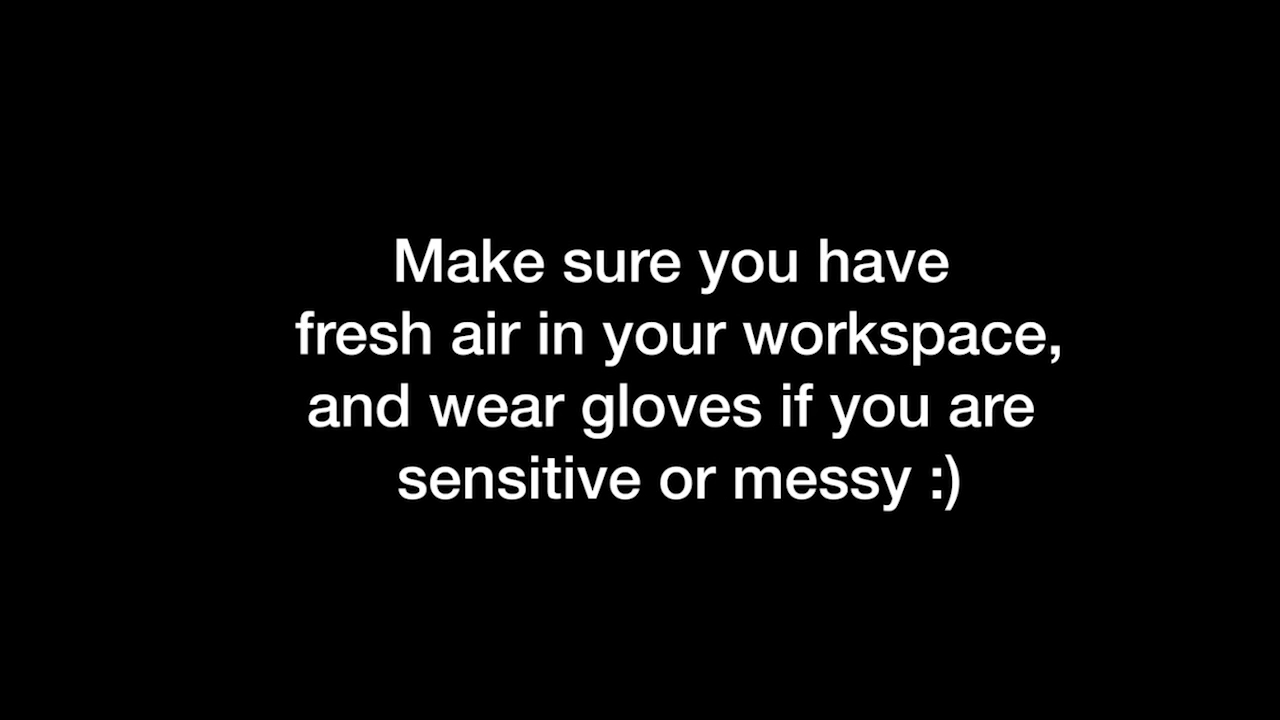 Make sure you have
fresh air in your workspace,
and wear gloves if you are
sensitive or messy :)